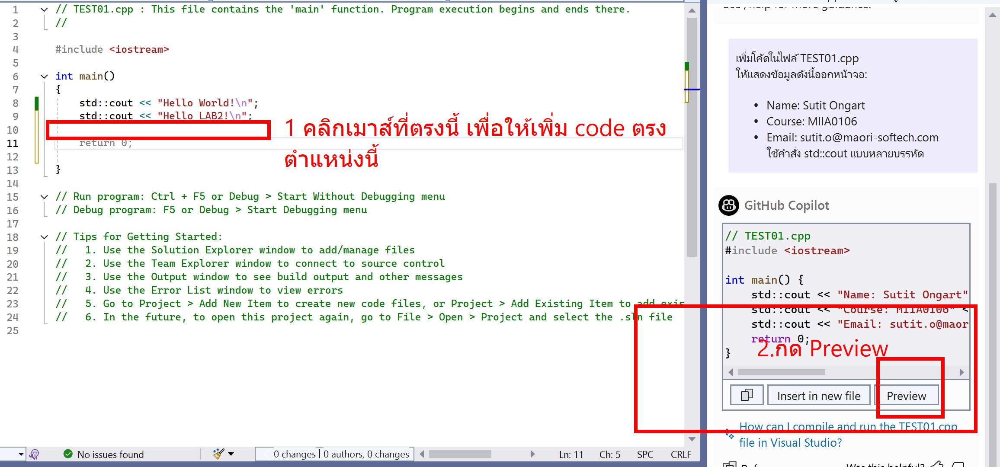 1 // TEST01.cpp : This file contains the 'main' function. Program execution begins and ends there.
2 //
3
4 #include <iostream>
5
6 int main()
7 {
8 std::cout << "Hello World!\n";
9 std::cout << "Hello LAB2!\n";
10
11 return 0;
12
13 }
14
15 // Run program: Ctrl + F5 or Debug > Start Without Debugging menu
16 // Debug program: F5 or Debug > Start Debugging menu
17
18 // Tips for Getting Started:
19 //   1. Use the Solution Explorer window to add/manage files
20 //   2. Use the Team Explorer window to connect to source control
21 //   3. Use the Output window to see build output and other messages
22 //   4. Use the Error List window to view errors
23 //   5. Go to Project > Add New Item to create new code files, or Project > Add Existing Item to add exis
24 //   6. In the future, to open this project again, go to File > Open > Project and select the .sln file
25
1 คลิกเมาส์ที่ตรงนี้ เพื่อให้เพิ่ม code ตรง
ตำแหน่งนี้
No issues found
0 changes | 0 authors, 0 changes
Ln: 11 Ch: 5 SPC CRLF
help for more guidance.
เพิ่มโค้ดในไฟล์ TEST01.cpp
ให้แสดงข้อมูลดังนี้ออกหน้าจอ:
• Name: Sutit Ongart
• Course: MIIA0106
• Email: sutit.o@maori-softech.com
ใช้คำสั่ง std::cout แบบหลายบรรทัด
GitHub Copilot
// TEST01.cpp
#include <iostream>
int main() {
std::cout << "Name: Sutit Ongart"
std::cout << "Course: MIIA0106" <
std::cout << "Email: sutit.o@maor
return 0;
}
2.กด Preview
Insert in new file
Preview
How can I compile and run the TEST01.cpp
file in Visual Studio?
Was this helpful?